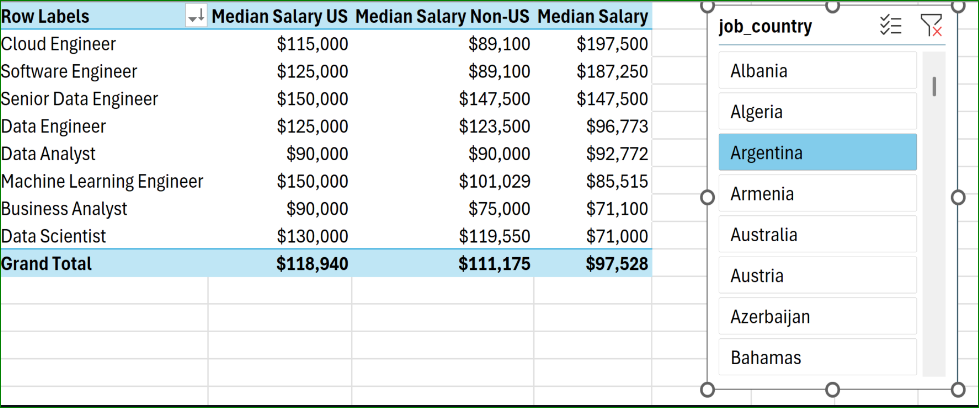 Row Labels Median Salary US Median Salary Non-US Median Salary
Cloud Engineer $115,000 $89,100 $197,500
Software Engineer $125,000 $89,100 $187,250
Senior Data Engineer $150,000 $147,500 $147,500
Data Engineer $125,000 $123,500 $96,773
Data Analyst $90,000 $90,000 $92,772
Machine Learning Engineer $150,000 $101,029 $85,515
Business Analyst $90,000 $75,000 $71,100
Data Scientist $130,000 $119,550 $71,000
Grand Total $118,940 $111,175 $97,528
job_country
Albania
Algeria
Argentina
Armenia
Australia
Austria
Azerbaijan
Bahamas